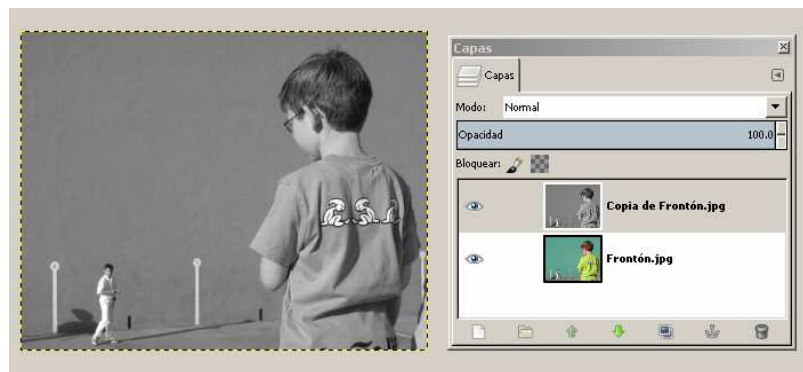 Capas
Capas
Modo: Normal
Opacidad 100.0
Bloquear:
Copia de Frontón.jpg
Frontón.jpg